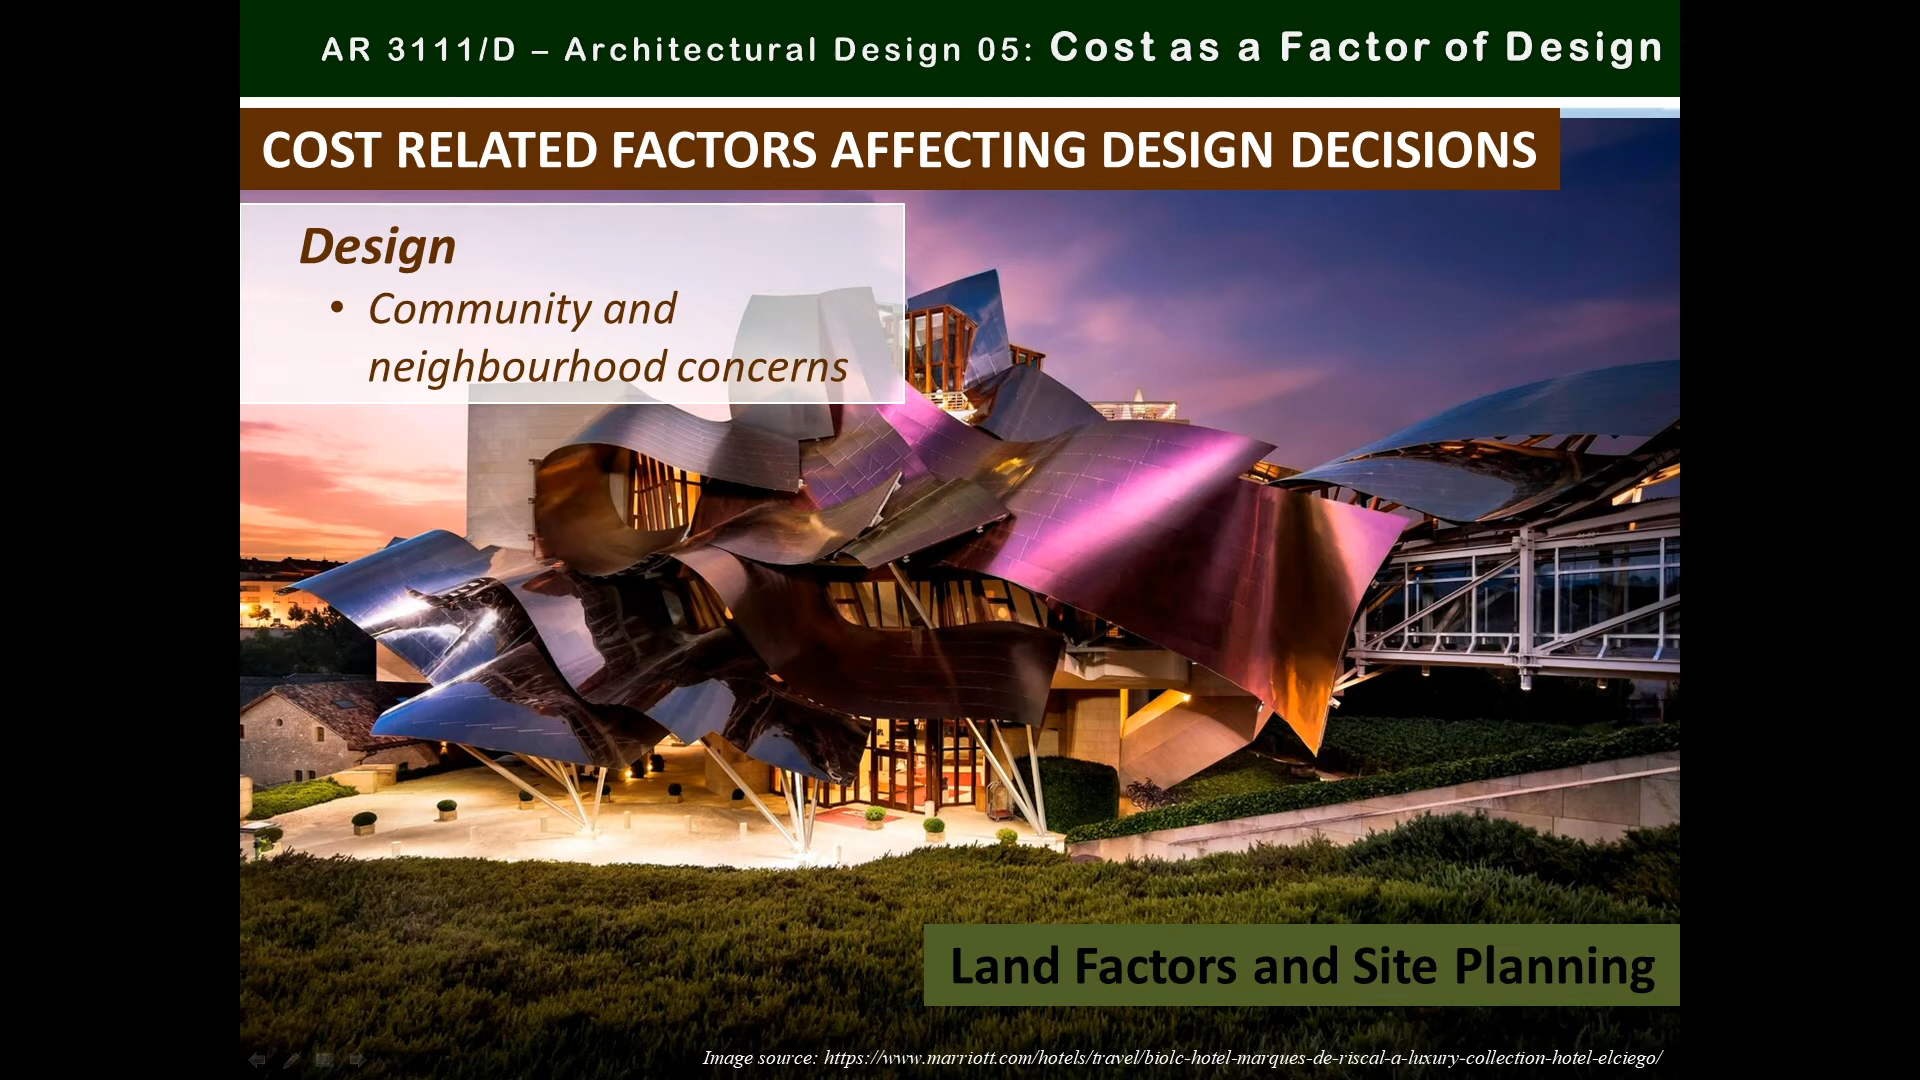 AR 3111/D – Architectural Design 05: Cost as a Factor of Design
COST RELATED FACTORS AFFECTING DESIGN DECISIONS
Design
• Community and
neighbourhood concerns
Land Factors and Site Planning
Image source: https://www.marriott.com/hotels/travel/biolc-hotel-marques-de-riscal-a-luxury-collection-hotel-elciego/